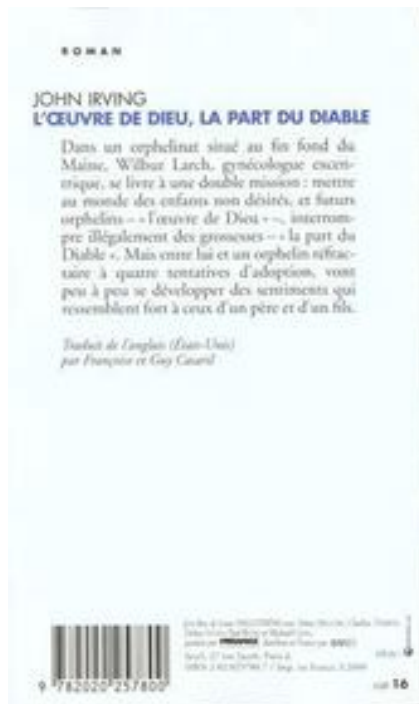 ROMAN
JOHN IRVING
L'ŒUVRE DE DIEU, LA PART DU DIABLE
Dans un orphelinat situé au fin fond du
Maine, Wilbur Larch, gynécologue excen-
trique, se livre à une double mission : mettre
au monde des enfants non désirés, et futurs
orphelins – « l'œuvre de Dieu » –, interrom-
pre illégalement des grossesses – « la part du
Diable ». Mais entre lui et un orphelin réfrac-
taire à quatre tentatives d'adoption, vont
peu à peu se développer des sentiments qui
ressemblent fort à ceux d'un père et d'un fils.
Traduit de l'anglais (États-Unis)
par Françoise et Guy Casaril
9 782020 257800
16